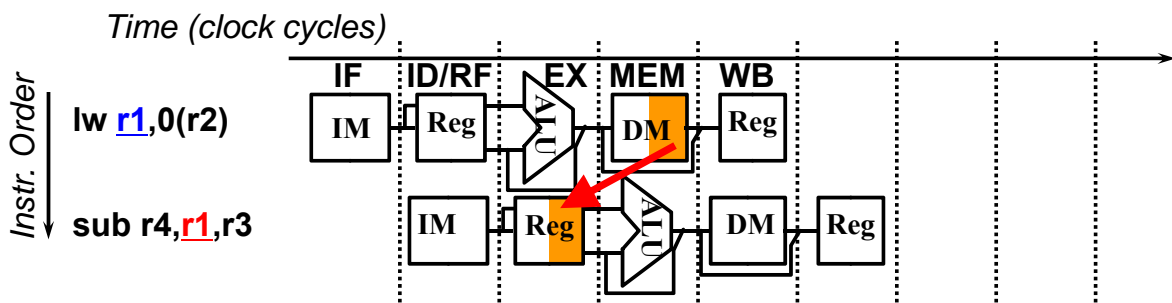 Time (clock cycles)
Instr. Order
IF ID/RF EX MEM WB
lw r1,0(r2) IM Reg ALU DM Reg
sub r4,r1,r3 IM Reg ALU DM Reg